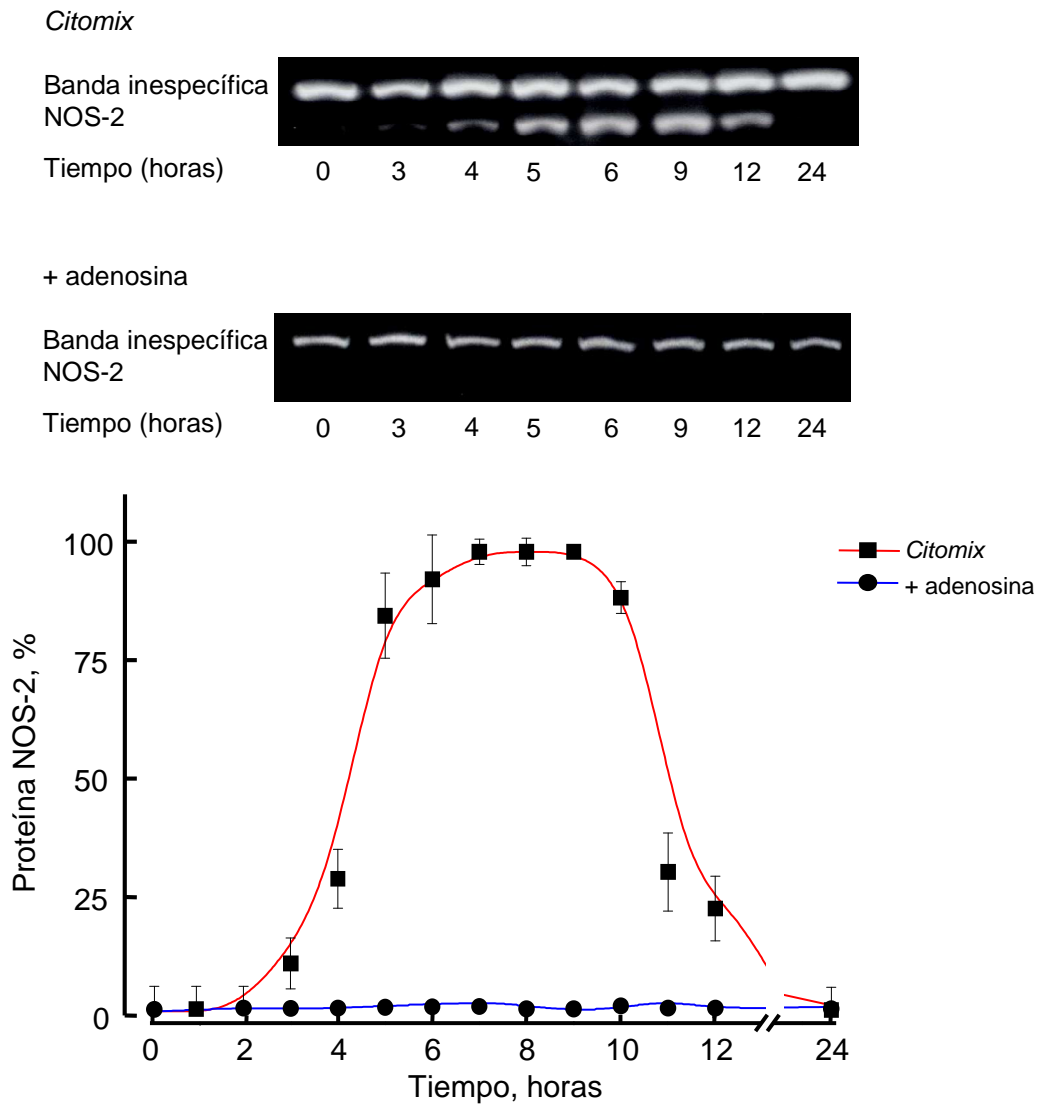 Citomix
Banda inespecífica
NOS-2
Tiempo (horas) 0 3 4 5 6 9 12 24
+ adenosina
Banda inespecífica
NOS-2
Tiempo (horas) 0 3 4 5 6 9 12 24
Proteína NOS-2, %
100
75
50
25
0
0 2 4 6 8 10 12 24
Tiempo, horas
Citomix
+ adenosina